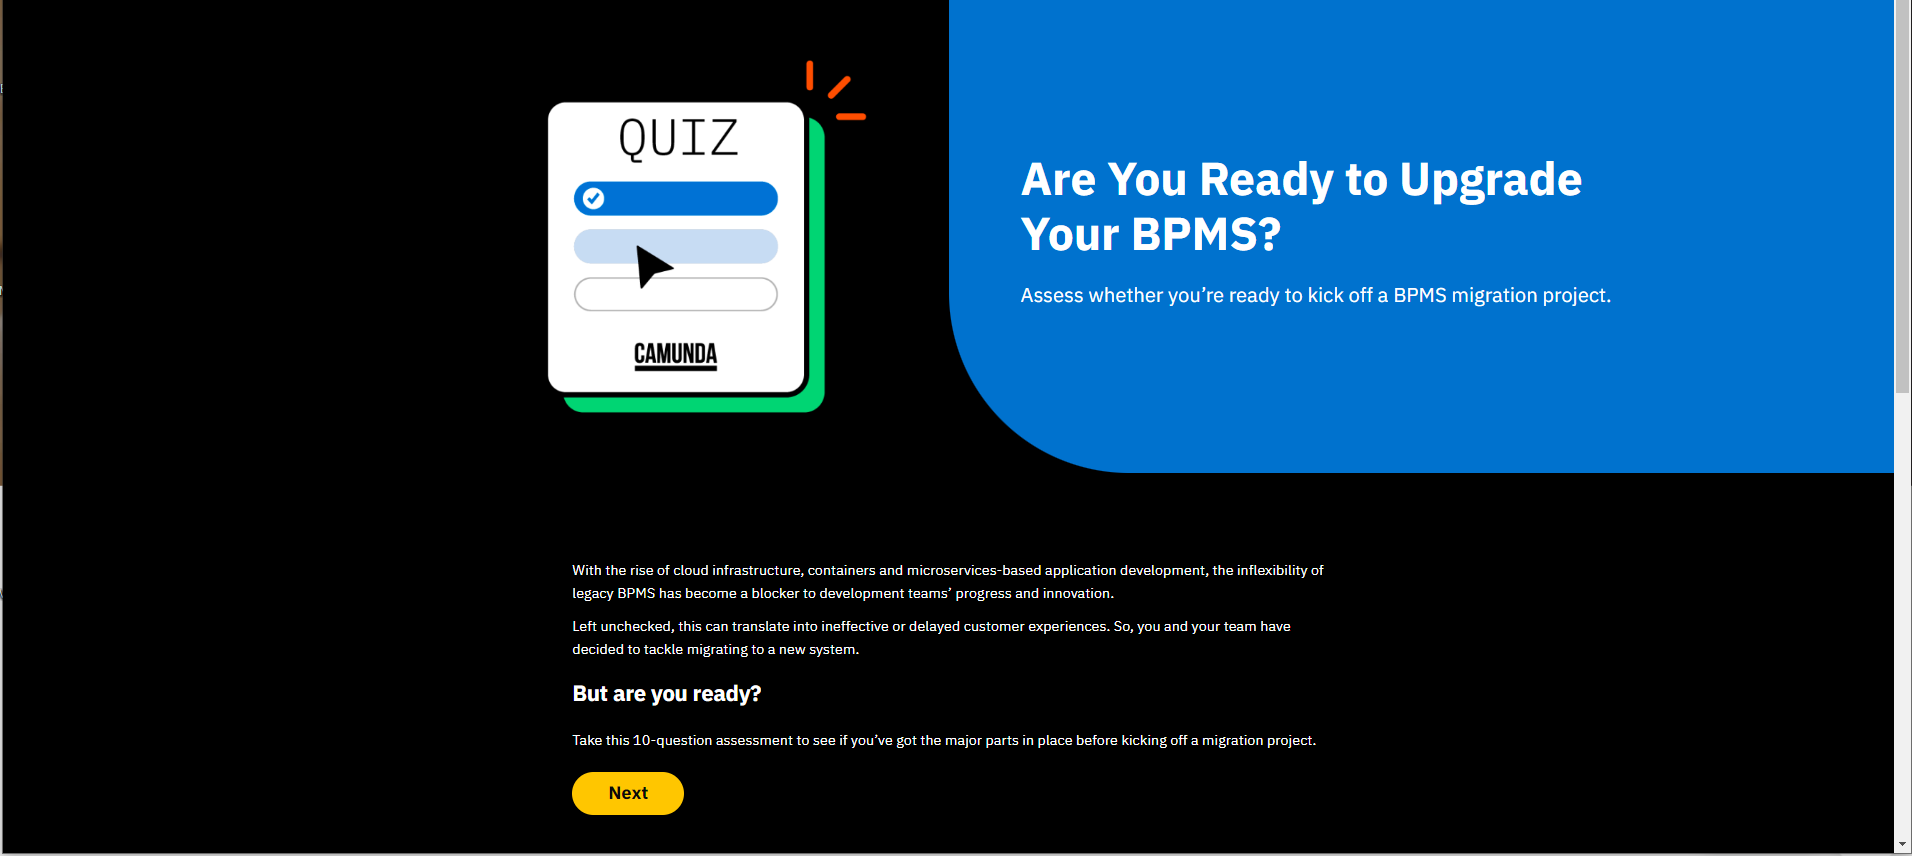 QUIZ
CAMUNDA
Are You Ready to Upgrade
Your BPMS?
Assess whether you’re ready to kick off a BPMS migration project.
With the rise of cloud infrastructure, containers and microservices-based application development, the inflexibility of
legacy BPMS has become a blocker to development teams’ progress and innovation.
Left unchecked, this can translate into ineffective or delayed customer experiences. So, you and your team have
decided to tackle migrating to a new system.
But are you ready?
Take this 10-question assessment to see if you’ve got the major parts in place before kicking off a migration project.
Next